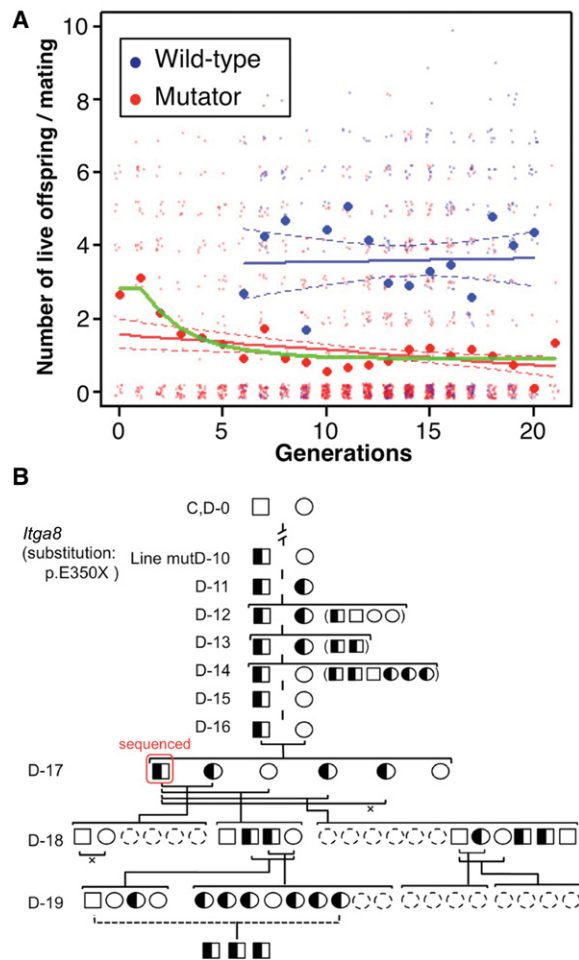 A
Number of live offspring / mating
10
8
6
4
2
0
Wild-type
Mutator
0 5 10 15 20
Generations
B
Itga8
(substitution:
p.E350X )
C,D-0
Line mutD-10
D-11
D-12
D-13
D-14
D-15
D-16
sequenced
D-17
x
D-18
x
D-19